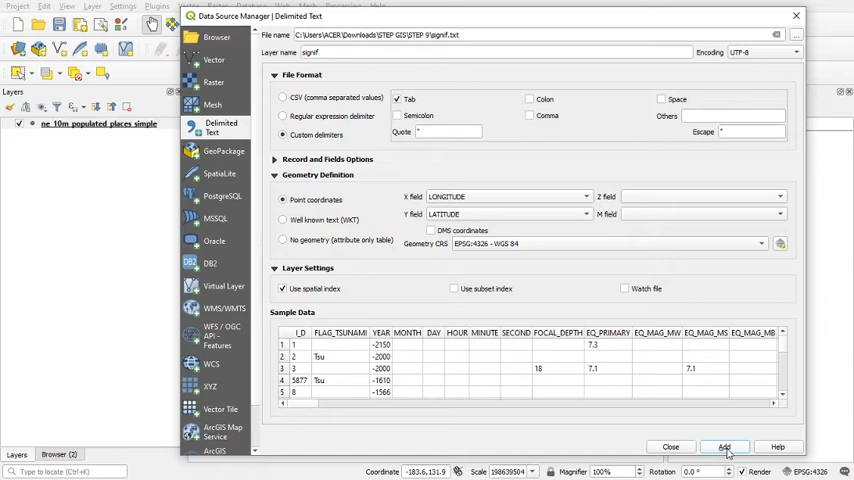 Project Edit View Layer Settings Plugins
Data Source Manager | Delimited Text
Browser
Vector
Raster
Mesh
Delimited
Text
GeoPackage
SpatiaLite
PostgreSQL
MSSQL
Oracle
DB2
Virtual Layer
WMS/WMTS
WFS / OGC
API -
Features
WCS
XYZ
Vector Tile
ArcGIS Map
Service
ArcGIS
File name C:\Users\ACER\Downloads\STEP GIS\STEP 9\signif.txt ...
Layer name signif Encoding UTF-8
File Format
CSV (comma separated values) Tab Colon Space
Regular expression delimiter Semicolon Comma Others
Custom delimiters Quote " Escape "
Record and Fields Options
Geometry Definition
Point coordinates X field LONGITUDE Z field
Well known text (WKT) Y field LATITUDE M field
DMS coordinates
No geometry (attribute only table) Geometry CRS EPSG:4326 - WGS 84
Layer Settings
Use spatial index Use subset index Watch file
Sample Data
I_D FLAG_TSUNAMI YEAR MONTH DAY HOUR MINUTE SECOND FOCAL_DEPTH EQ_PRIMARY EQ_MAG_MW EQ_MAG_MS EQ_MAG_MB
1 1 -2150 7.3
2 2 Tsu -2000
3 3 -2000 18 7.1 7.1
4 5877 Tsu -1610
5 8 -1566
Close Add Help
Layers
ne_10m_populated_places simple
Layers Browser (2)
Type to locate (Ctrl+K) Coordinate -183.6,131.9 Scale 198639504 Magnifier 100% Rotation 0.0 ° Render EPSG:4326